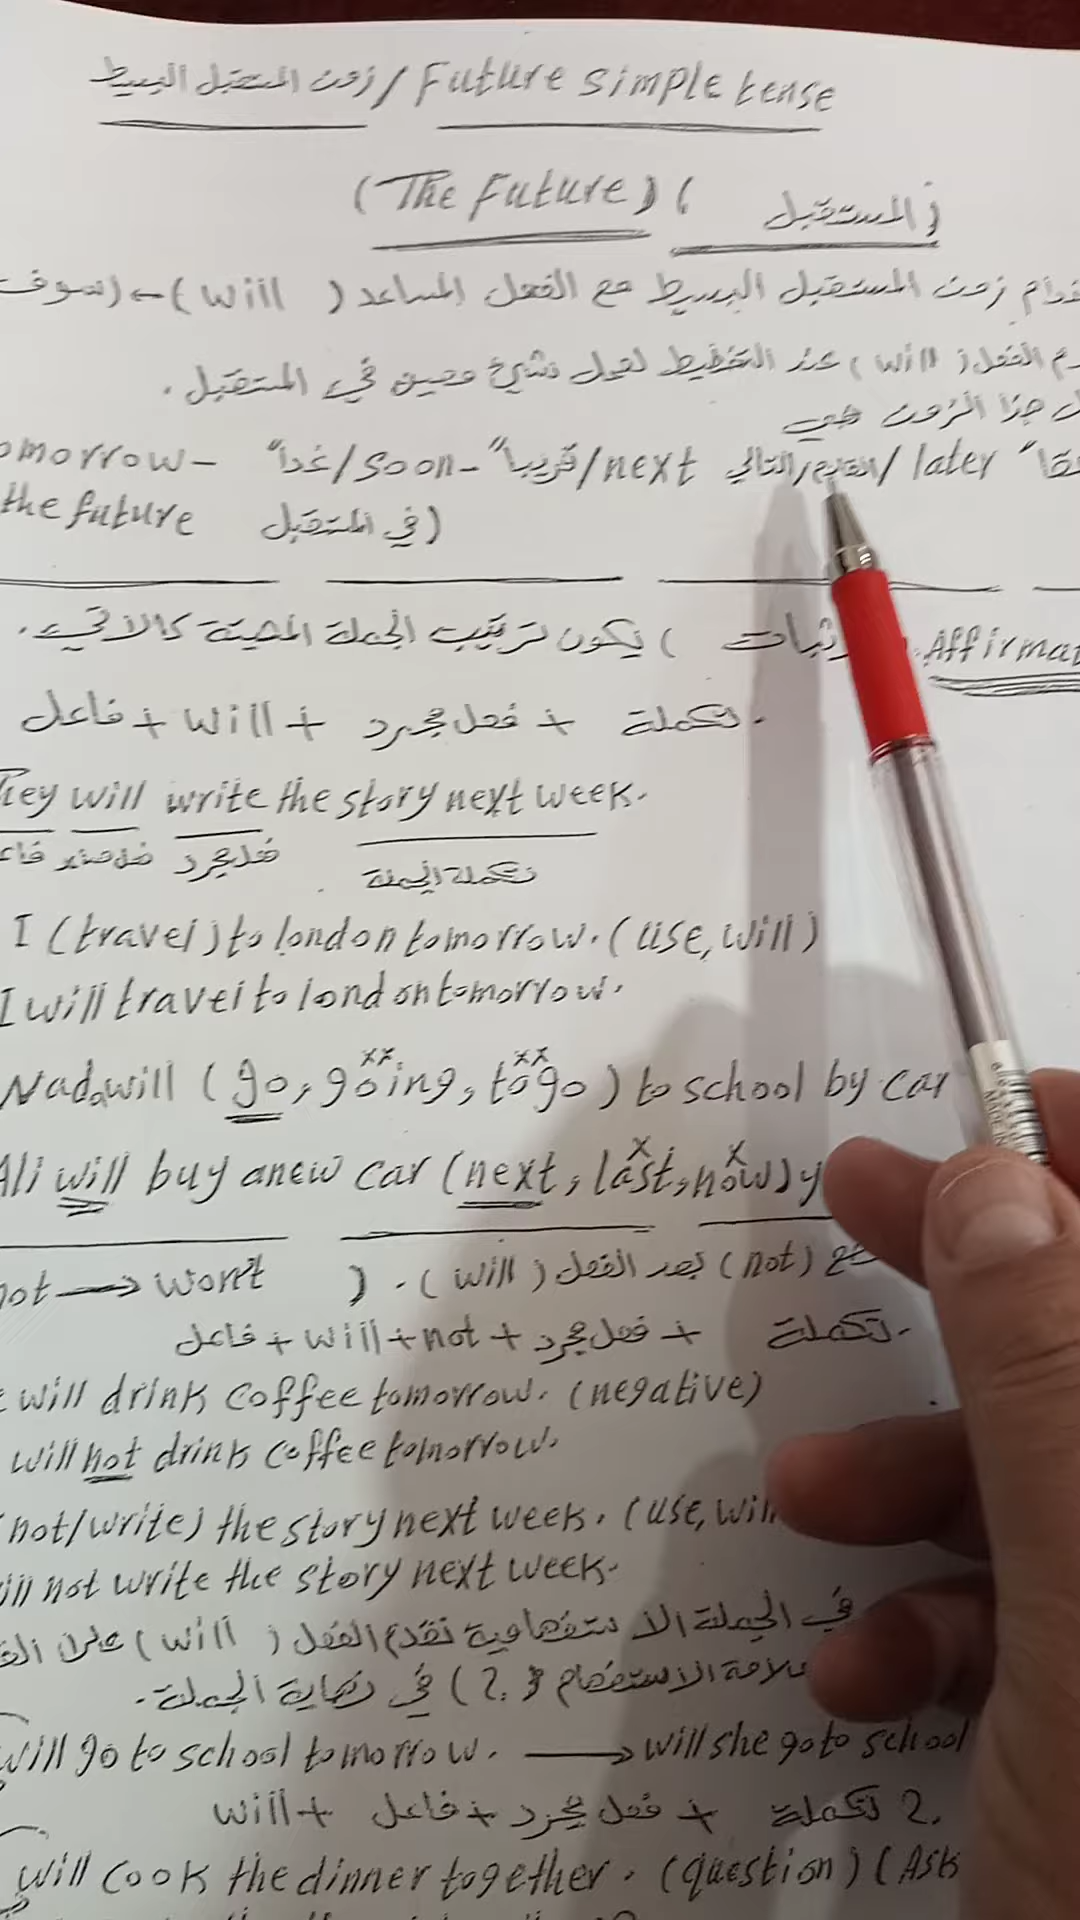 زمن المستقبل البسيط / Future simple tense
(The Future) (المستقبل)
زمن المستقبل البسيط مع الفعل المساعد (will) ← (سوف
الفعل (will) عند التخطيط لعمل شيئ معين في المستقبل.
هذا الزمن هي
omorrow- "غداً/soon-"قريباً/next القادم/التالي/ later "
the future في المستقبل)
Affirmat (ثبات) يكون ترتيب الجملة المثبتة كالاتي.
فاعل + will + فعل مجرد + تكملة.
They will write the story next week.
فعل مجرد تكملة الجملة
I (travel) to london tomorrow. (use, will)
I will travel to london tomorrow.
Nada will (go, going, to go) to school by car
Ali will buy a new car (next, last, now) y
not → won't ) . (will) بعد الفعل (not)
فاعل + will + not + فعل مجرد + تكملة.
will drink coffee tomorrow. (negative)
will not drink coffee tomorrow.
not/write) the story next week. (use, will
ill not write the story next week.
في الجملة الاستفهامية نقدم الفعل (will) على
علامة الاستفهام (?) في نهاية الجملة.
will go to school tomorrow. → will she go to school
will + فاعل + فعل مجرد + تكملة ?.
will cook the dinner together. (question) (Ask